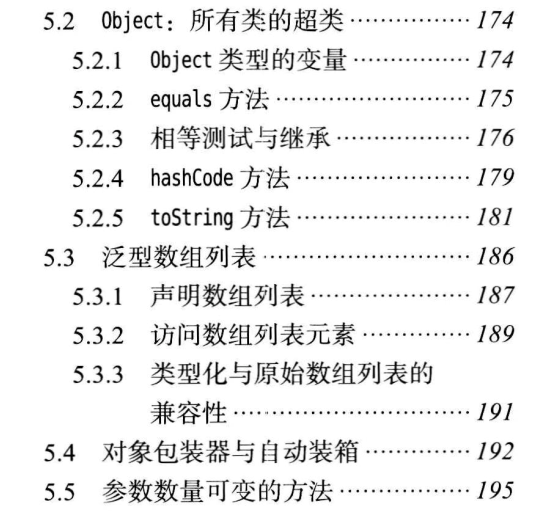 5.2 Object：所有类的超类 ················ 174
5.2.1 Object 类型的变量 ··············· 174
5.2.2 equals 方法 ························ 175
5.2.3 相等测试与继承 ················· 176
5.2.4 hashCode 方法 ····················· 179
5.2.5 toString 方法 ····················· 181
5.3 泛型数组列表 ·························· 186
5.3.1 声明数组列表 ···················· 187
5.3.2 访问数组列表元素 ·············· 189
5.3.3 类型化与原始数组列表的
兼容性 ······························ 191
5.4 对象包装器与自动装箱 ·············· 192
5.5 参数数量可变的方法 ················· 195